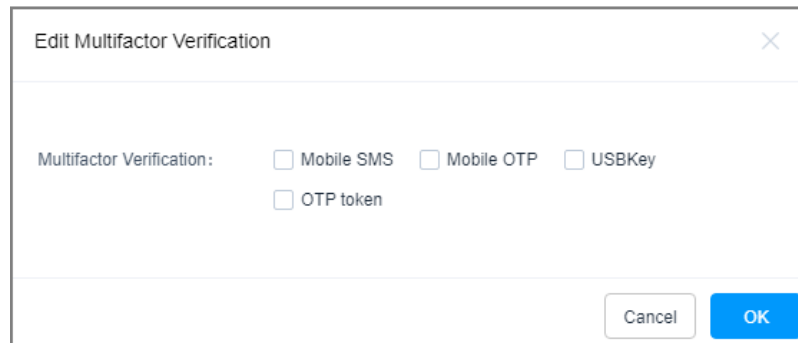 Edit Multifactor Verification
Multifactor Verification: Mobile SMS Mobile OTP USBKey
OTP token
Cancel OK